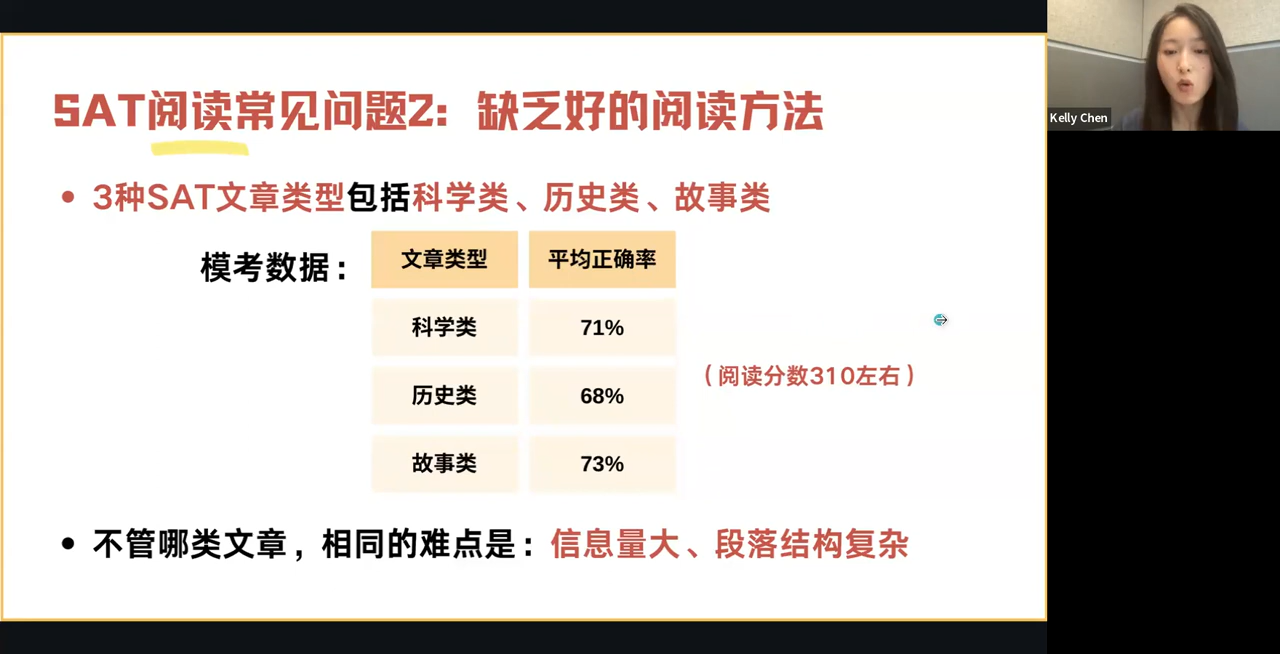 SAT阅读常见问题2：缺乏好的阅读方法
Kelly Chen
• 3种SAT文章类型包括科学类、历史类、故事类
模考数据：
文章类型 平均正确率
科学类 71%
历史类 68%
（阅读分数310左右）
故事类 73%
• 不管哪类文章，相同的难点是：信息量大、段落结构复杂